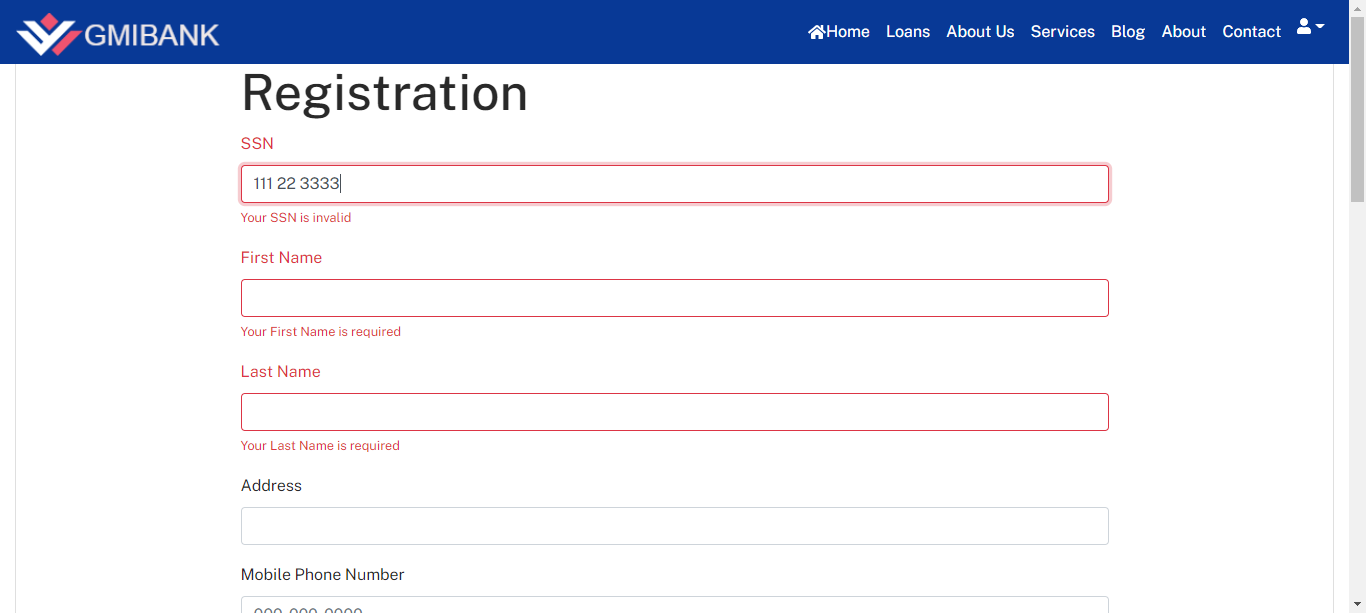 GMIBANK
Home Loans About Us Services Blog About Contact
Registration
SSN
111 22 3333
Your SSN is invalid
First Name
Your First Name is required
Last Name
Your Last Name is required
Address
Mobile Phone Number